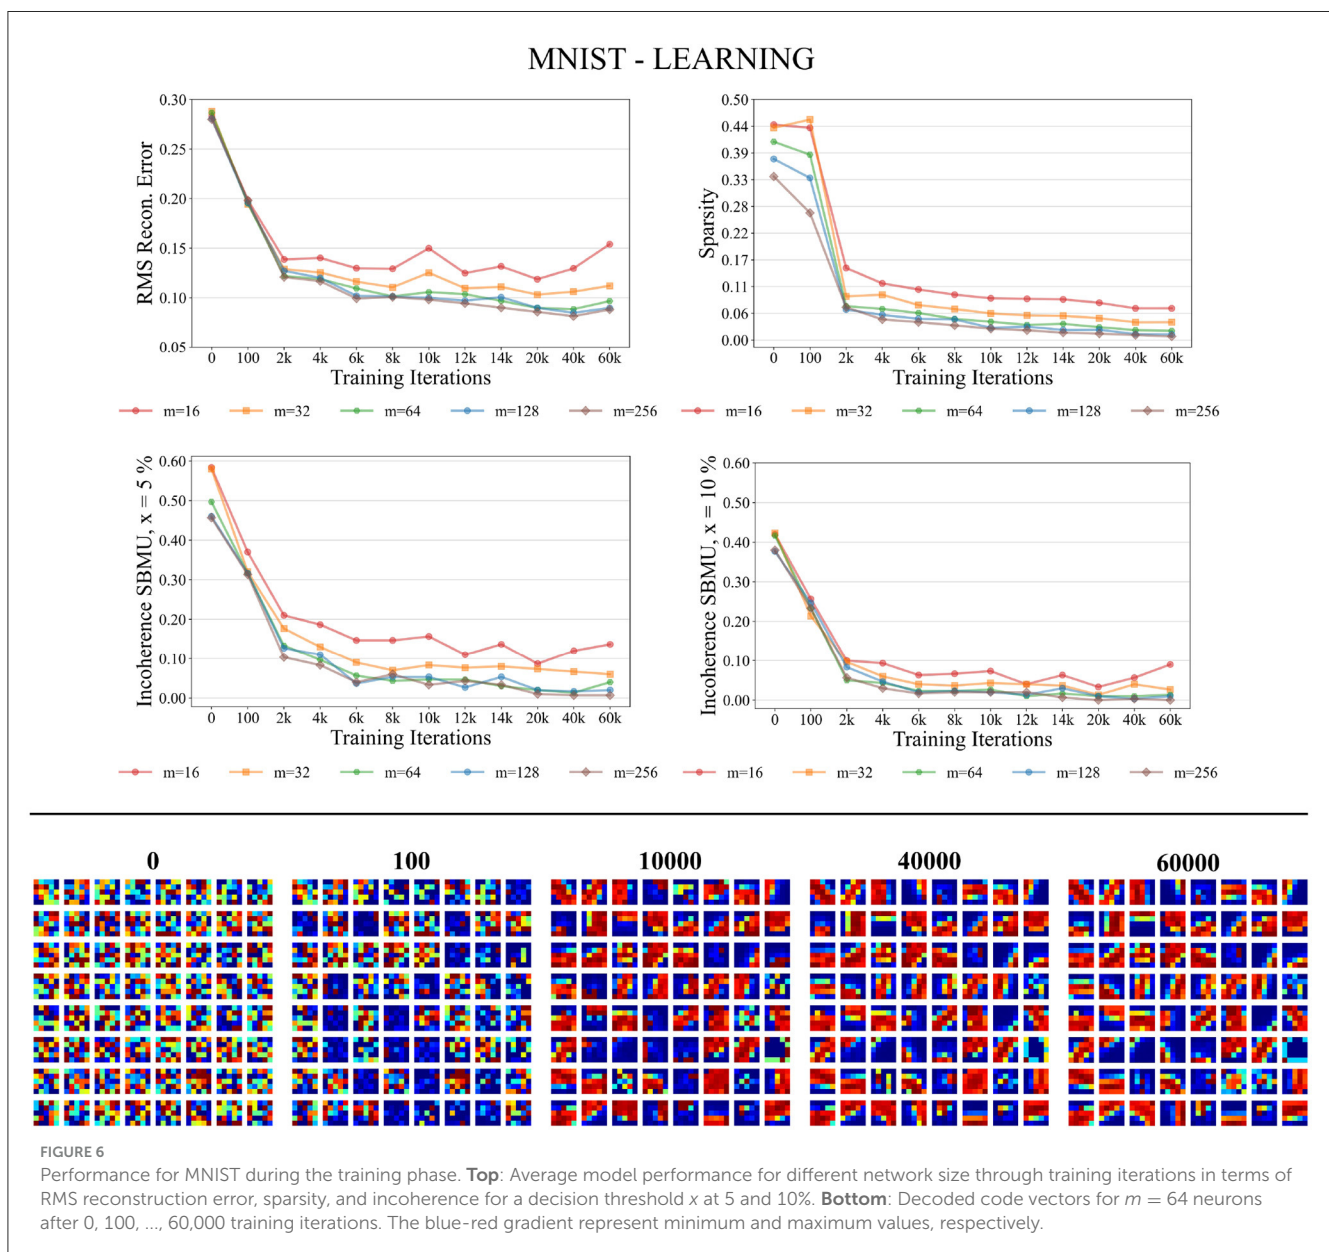 MNIST - LEARNING
RMS Recon. Error
0.30
0.25
0.20
0.15
0.10
0.05
0 100 2k 4k 6k 8k 10k 12k 14k 20k 40k 60k
Training Iterations
m=16 m=32 m=64 m=128 m=256
Sparsity
0.50
0.44
0.39
0.33
0.28
0.22
0.17
0.11
0.06
0.00
0 100 2k 4k 6k 8k 10k 12k 14k 20k 40k 60k
Training Iterations
m=16 m=32 m=64 m=128 m=256
Incoherence SBMU, x = 5 %
0.60
0.50
0.40
0.30
0.20
0.10
0.00
0 100 2k 4k 6k 8k 10k 12k 14k 20k 40k 60k
Training Iterations
m=16 m=32 m=64 m=128 m=256
Incoherence SBMU, x = 10 %
0.60
0.50
0.40
0.30
0.20
0.10
0.00
0 100 2k 4k 6k 8k 10k 12k 14k 20k 40k 60k
Training Iterations
m=16 m=32 m=64 m=128 m=256
0 100 10000 40000 60000
FIGURE 6
Performance for MNIST during the training phase. Top: Average model performance for different network size through training iterations in terms of
RMS reconstruction error, sparsity, and incoherence for a decision threshold x at 5 and 10%. Bottom: Decoded code vectors for m = 64 neurons
after 0, 100, ..., 60,000 training iterations. The blue-red gradient represent minimum and maximum values, respectively.